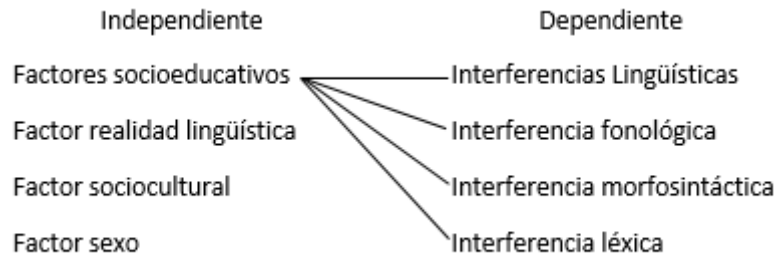 Independiente Dependiente
Factores socioeducativos Interferencias Lingüísticas
Factor realidad lingüística Interferencia fonológica
Factor sociocultural Interferencia morfosintáctica
Factor sexo Interferencia léxica